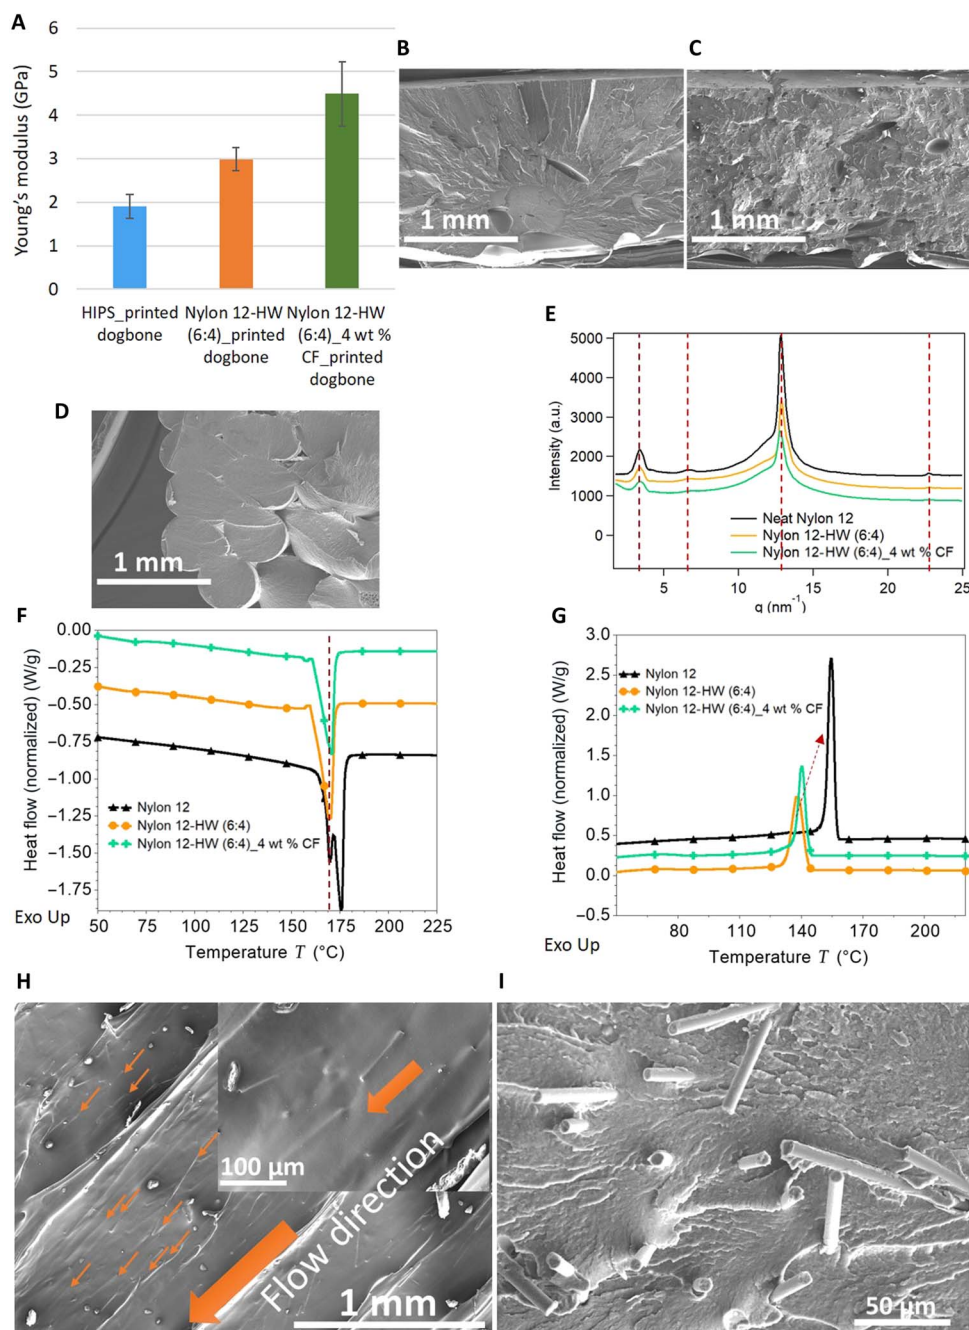 A
Young's modulus (GPa)
6
5
4
3
2
1
0
HIPS_printed
dogbone
Nylon 12-HW
(6:4)_printed
dogbone
Nylon 12-HW
(6:4)_4 wt %
CF_printed
dogbone
B
1 mm
C
1 mm
D
1 mm
E
Intensity (a.u.)
5000
4000
3000
2000
1000
0
Neat Nylon 12
Nylon 12-HW (6:4)
Nylon 12-HW (6:4)_4 wt % CF
5
10
15
20
25
q (nm⁻¹)
F
Heat flow (normalized) (W/g)
0.00
−0.25
−0.50
−0.75
−1.00
−1.25
−1.50
−1.75
Nylon 12
Nylon 12-HW (6:4)
Nylon 12-HW (6:4)_4 wt % CF
Exo Up
50
75
100
125
150
175
200
225
Temperature T (°C)
G
Heat flow (normalized) (W/g)
3.0
2.5
2.0
1.5
1.0
0.5
0.0
−0.5
Nylon 12
Nylon 12-HW (6:4)
Nylon 12-HW (6:4)_4 wt % CF
80
110
140
170
200
Exo Up
Temperature T (°C)
H
100 µm
Flow direction
1 mm
I
50 µm